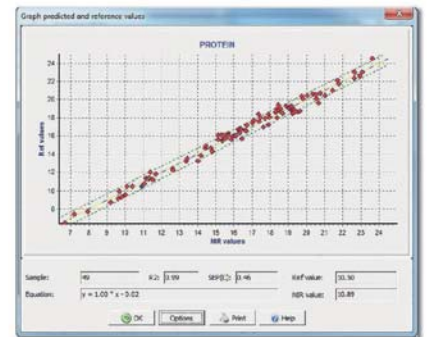 Graph predicted and reference values
PROTEIN
Ref values
24
22
20
18
16
14
12
10
8
7 8 9 10 11 12 13 14 15 16 17 18 19 20 21 22 23 24
NIR values
Sample: 49 R2: 0.99 SEP(C): 0.46 Ref value: 10.50
Equation: y = 1.00 * x - 0.02 NIR value: 10.89
OK Options Print Help